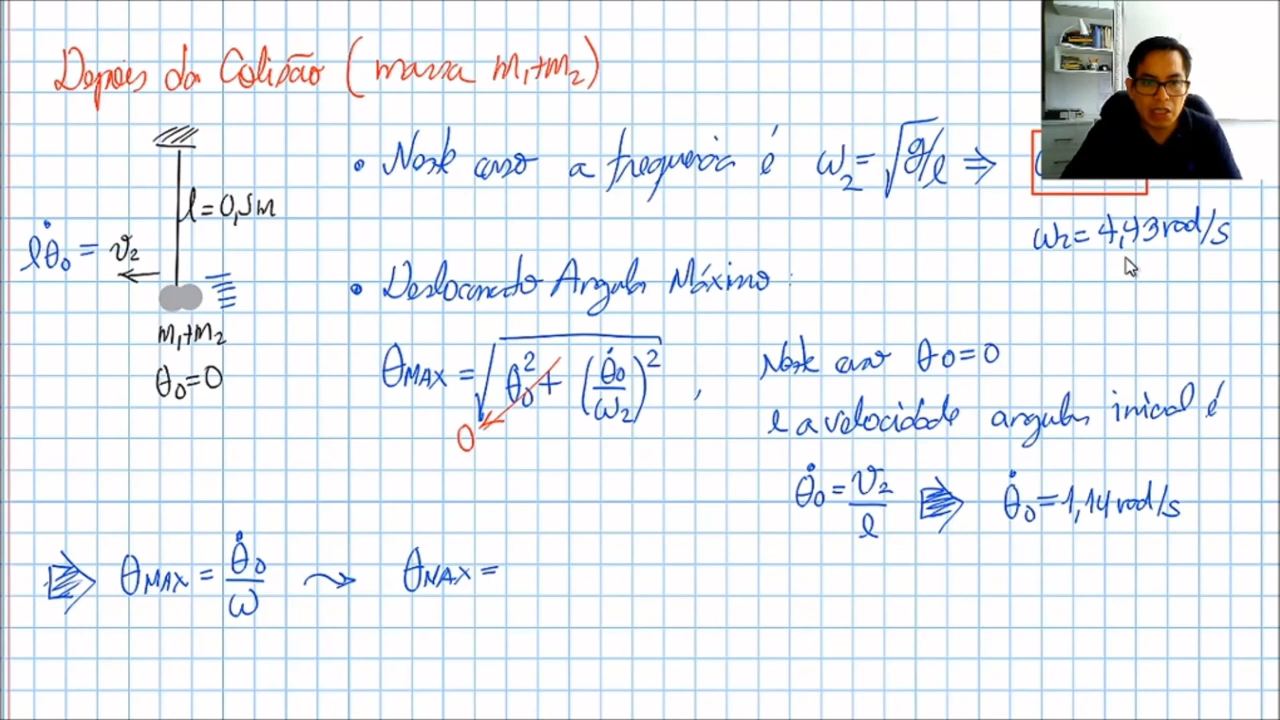 Depois da Colisão (massa m₁+m₂)
• Neste caso a frequencia é ω₂ = √g/l ⇒
ω₂ = 4,43 rad/s
l = 0,5m
lθ̇₀ = v₂
m₁+m₂
θ₀ = 0
• Deslocamento Angular Máximo:
θMAX = √(θ₀² + (θ̇₀/ω₂)²) ,
0
Neste caso θ0 = 0
e a velocidade angular inicial é
θ̇₀ = v₂/l ⇒ θ̇₀ = 1,14 rad/s
⇒ θMAX = θ̇₀/ω ⇝ θMAX =